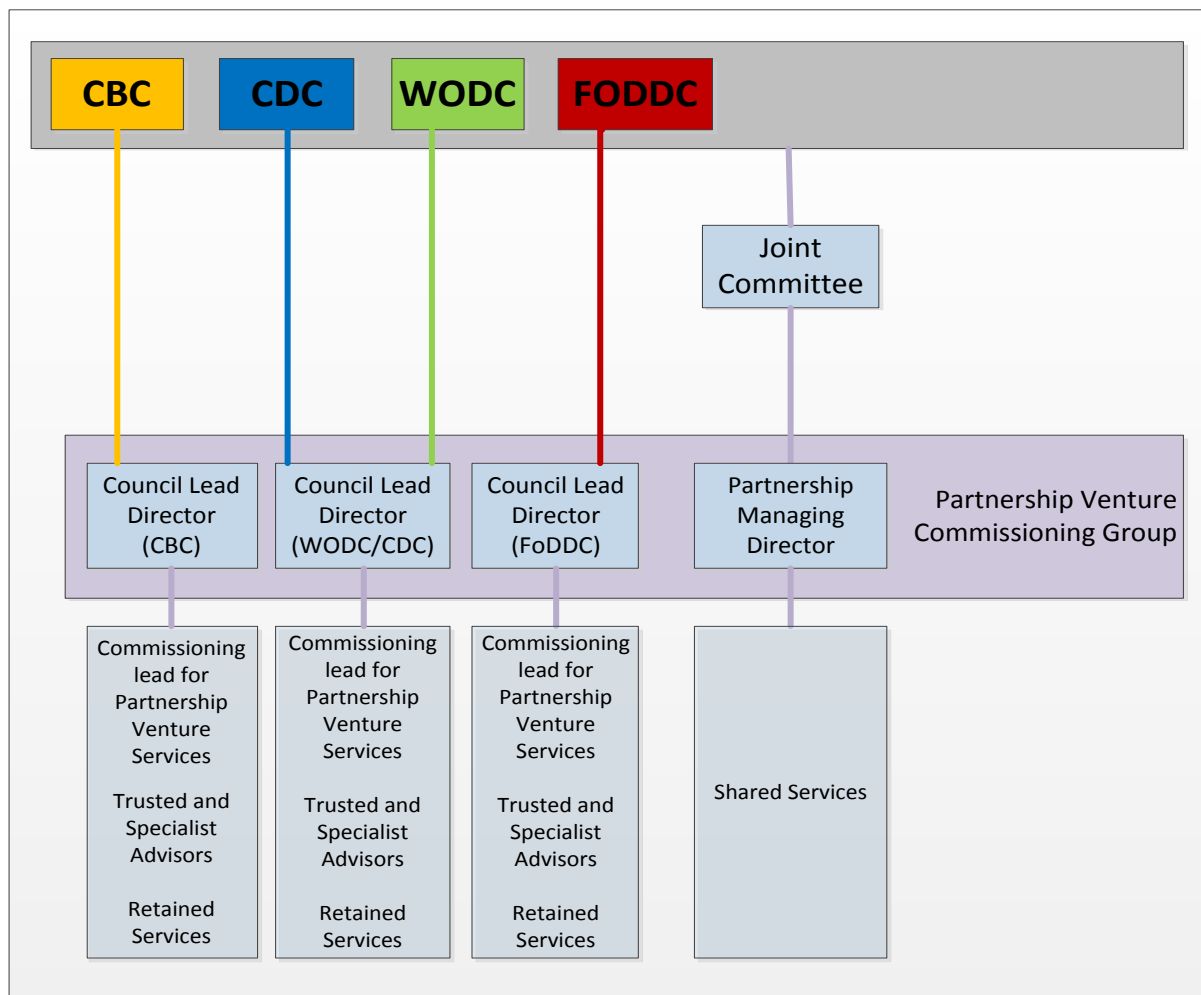 CBC
CDC
WODC
FODDC
Joint
Committee
Council Lead
Director
(CBC)
Council Lead
Director
(WODC/CDC)
Council Lead
Director
(FoDDC)
Partnership
Managing
Director
Partnership Venture
Commissioning Group
Commissioning
lead for
Partnership
Venture
Services
Trusted and
Specialist
Advisors
Retained
Services
Commissioning
lead for
Partnership
Venture
Services
Trusted and
Specialist
Advisors
Retained
Services
Commissioning
lead for
Partnership
Venture
Services
Trusted and
Specialist
Advisors
Retained
Services
Shared Services